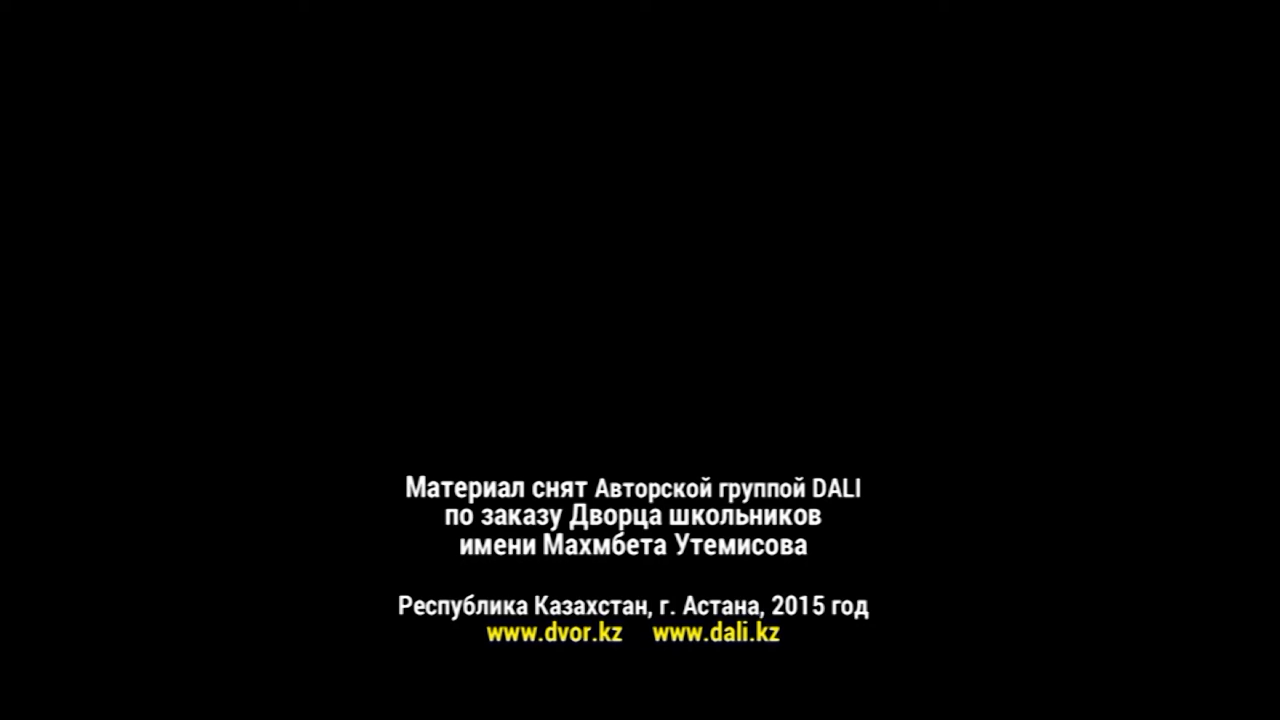 Материал снят Авторской группой DALI
по заказу Дворца школьников
имени Махмбета Утемисова
Республика Казахстан, г. Астана, 2015 год
www.dvor.kz www.dali.kz